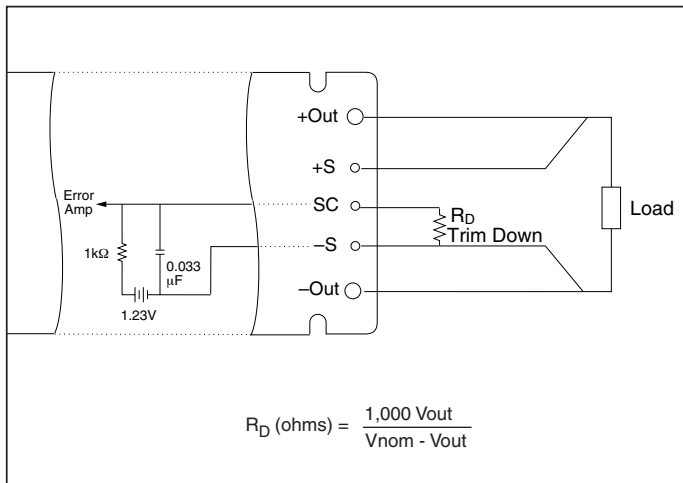 +Out
+S
Error
Amp
SC
R_D
Load
Trim Down
–S
1kΩ
0.033
µF
–Out
1.23V
R_D (ohms) = 1,000 Vout
Vnom - Vout